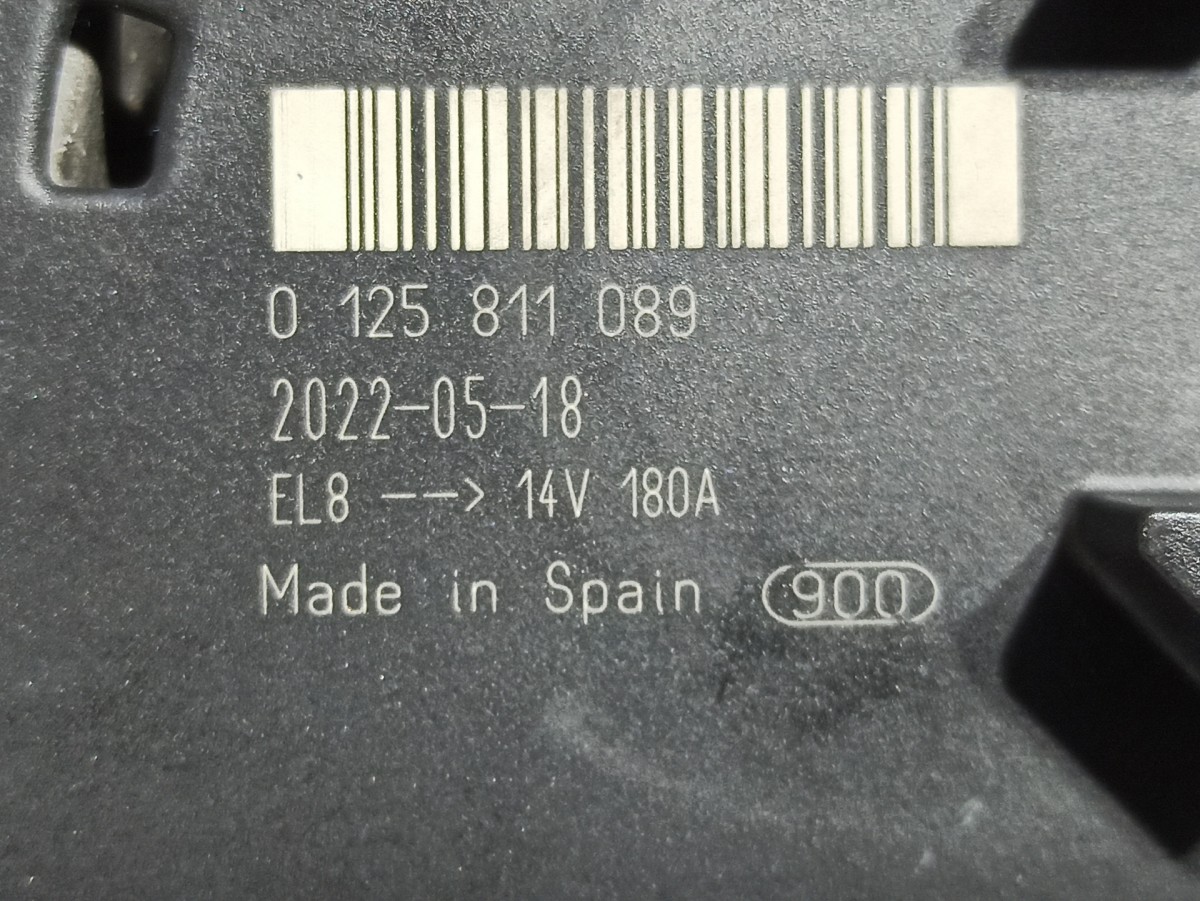 0 125 811 089
2022-05-18
EL8 --> 14V 180A
Made in Spain 900